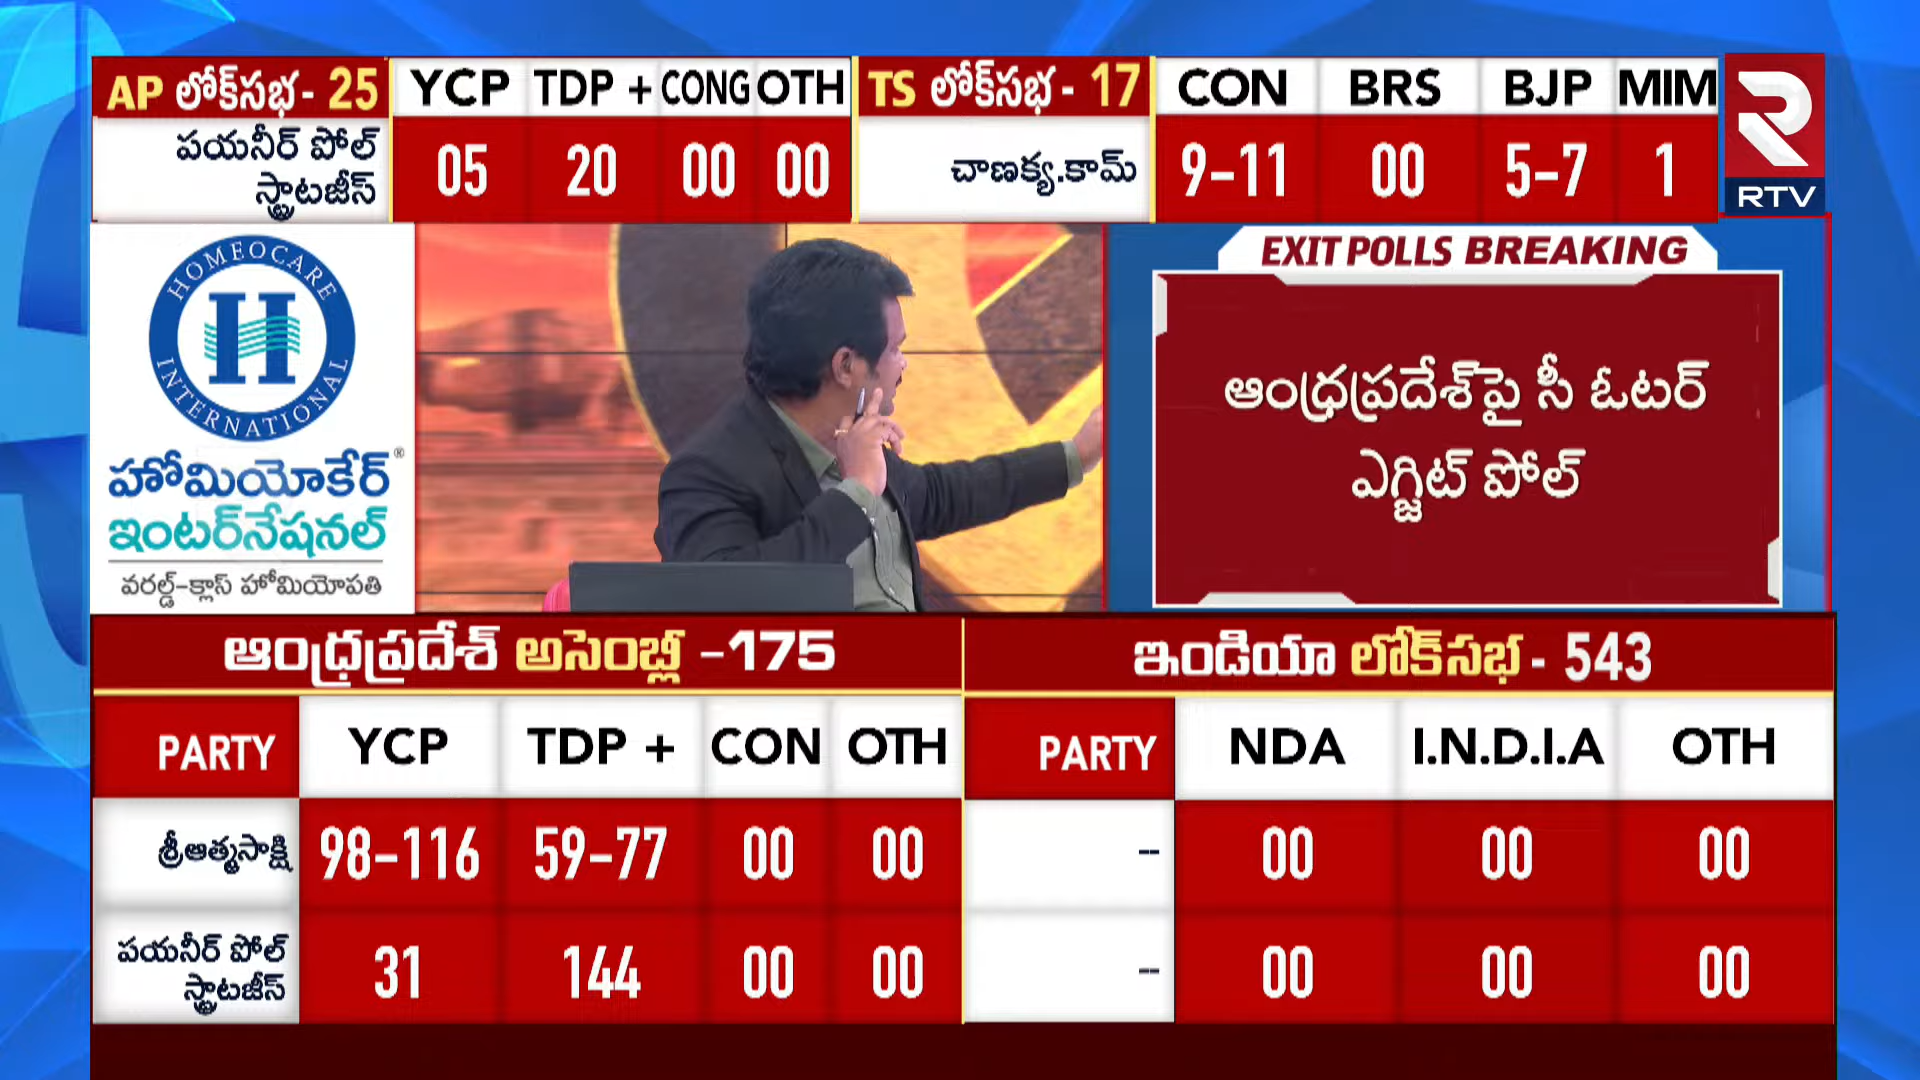 AP లోక్‌సభ - 25 YCP TDP + CONG OTH
పయనీర్ పోల్
స్ట్రాటజీస్ 05 20 00 00
TS లోక్‌సభ - 17 CON BRS BJP MIM
చాణక్య.కామ్ 9-11 00 5-7 1
RTV
HOMEOCARE
INTERNATIONAL
H
హోమియోకేర్®
ఇంటర్‌నేషనల్
వరల్డ్-క్లాస్ హోమియోపతి
EXIT POLLS BREAKING
ఆంధ్రప్రదేశ్‌పై సీ ఓటర్
ఎగ్జిట్ పోల్
ఆంధ్రప్రదేశ్ అసెంబ్లీ -175
PARTY YCP TDP + CON OTH
శ్రీఆత్మసాక్షి 98-116 59-77 00 00
పయనీర్ పోల్
స్ట్రాటజీస్ 31 144 00 00
ఇండియా లోక్‌సభ - 543
PARTY NDA I.N.D.I.A OTH
-- 00 00 00
-- 00 00 00